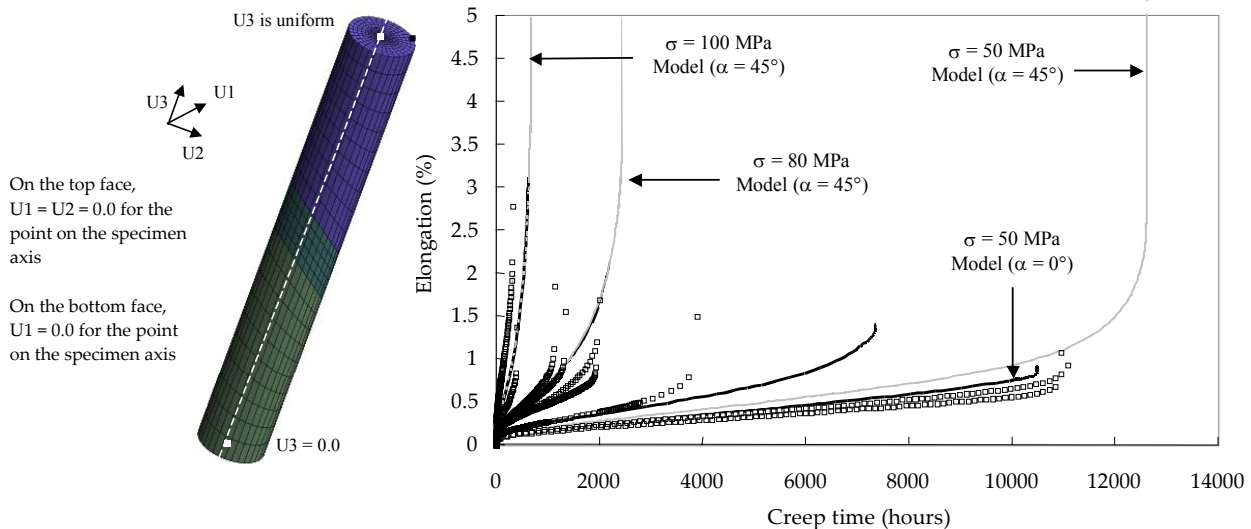 U3 is uniform
U3
U1
U2
On the top face,
U1 = U2 = 0.0 for the
point on the specimen
axis
On the bottom face,
U1 = 0.0 for the point
on the specimen axis
U3 = 0.0
Elongation (%)
5
4.5
4
3.5
3
2.5
2
1.5
1
0.5
0
σ = 100 MPa
Model (α = 45°)
σ = 50 MPa
Model (α = 45°)
σ = 80 MPa
Model (α = 45°)
σ = 50 MPa
Model (α = 0°)
0 2000 4000 6000 8000 10000 12000 14000
Creep time (hours)